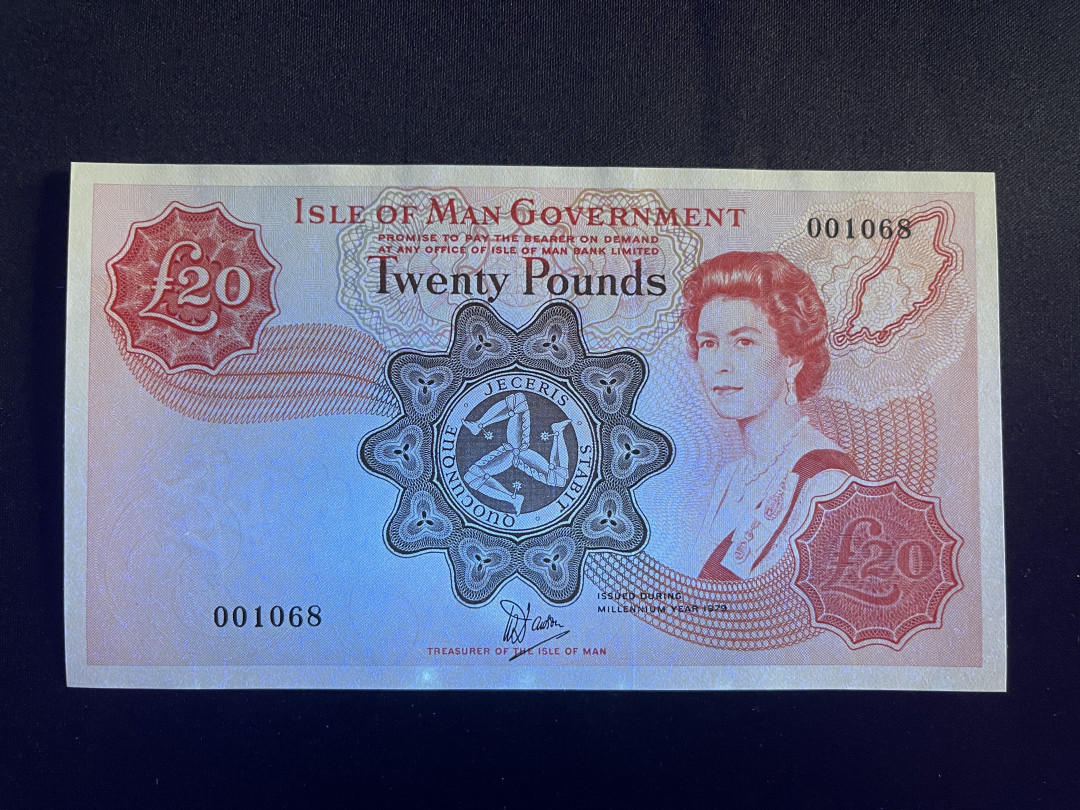 ISLE OF MAN GOVERNMENT
PROMISE TO PAY THE BEARER ON DEMAND
AT ANY OFFICE OF ISLE OF MAN BANK LIMITED
Twenty Pounds
001068
£20
QUOCUNQUE JECERIS STABIT
£20
ISSUED DURING
MILLENNIUM YEAR 1979
001068
TREASURER OF THE ISLE OF MAN